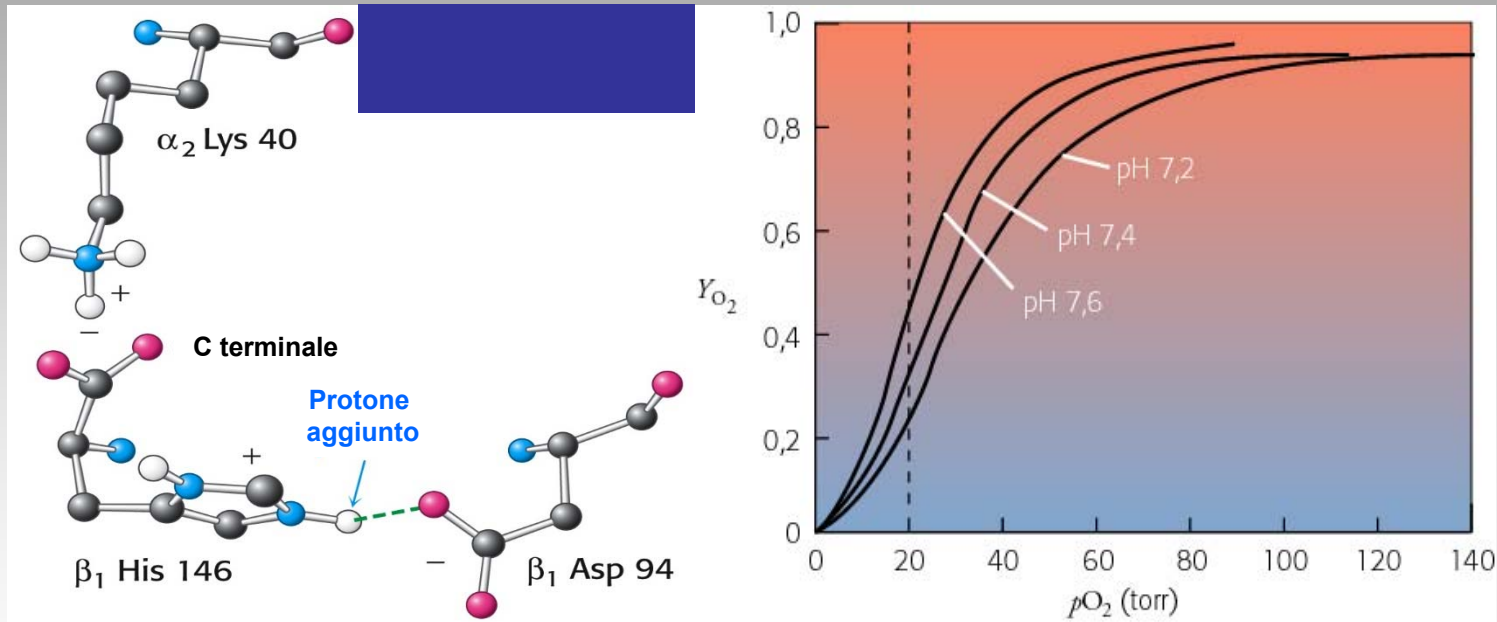 α₂ Lys 40
+
−
C terminale
Protone
aggiunto
+
−
β₁ His 146
β₁ Asp 94
1,0
0,8
0,6
0,4
0,2
0
Y_O₂
pH 7,2
pH 7,4
pH 7,6
0 20 40 60 80 100 120 140
pO₂ (torr)